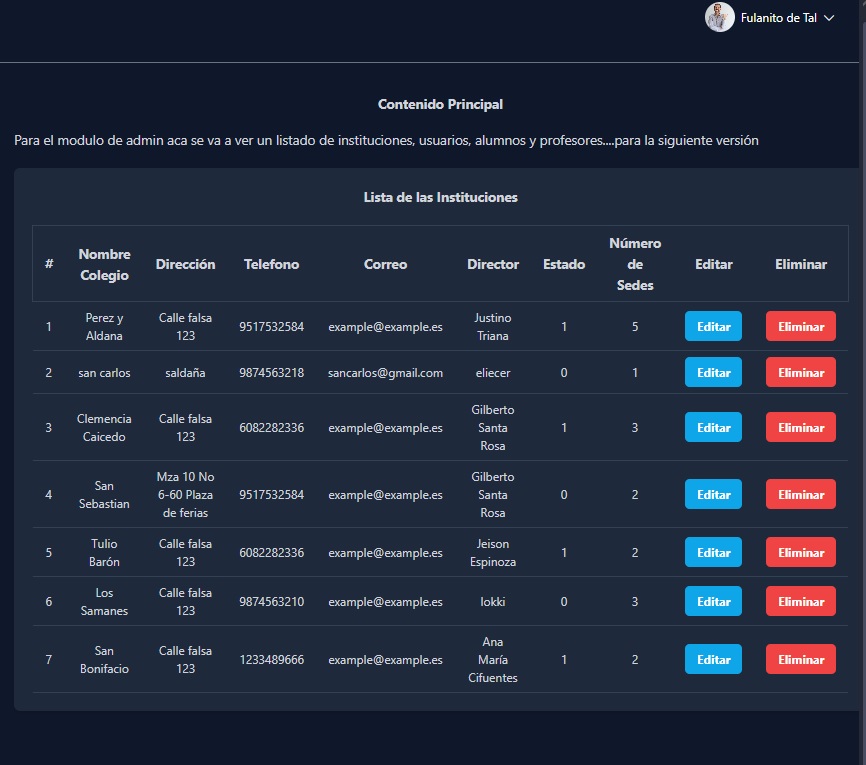 Fulanito de Tal
Contenido Principal
Para el modulo de admin aca se va a ver un listado de instituciones, usuarios, alumnos y profesores....para la siguiente versión
Lista de las Instituciones
# Nombre Colegio Dirección Telefono Correo Director Estado Número de Sedes Editar Eliminar
1 Perez y Aldana Calle falsa 123 9517532584 example@example.es Justino Triana 1 5 Editar Eliminar
2 san carlos saldaña 9874563218 sancarlos@gmail.com eliecer 0 1 Editar Eliminar
3 Clemencia Caicedo Calle falsa 123 6082282336 example@example.es Gilberto Santa Rosa 1 3 Editar Eliminar
4 San Sebastian Mza 10 No 6-60 Plaza de ferias 9517532584 example@example.es Gilberto Santa Rosa 0 2 Editar Eliminar
5 Tulio Barón Calle falsa 123 6082282336 example@example.es Jeison Espinoza 1 2 Editar Eliminar
6 Los Samanes Calle falsa 123 9874563210 example@example.es lokki 0 3 Editar Eliminar
7 San Bonifacio Calle falsa 123 1233489666 example@example.es Ana María Cifuentes 1 2 Editar Eliminar